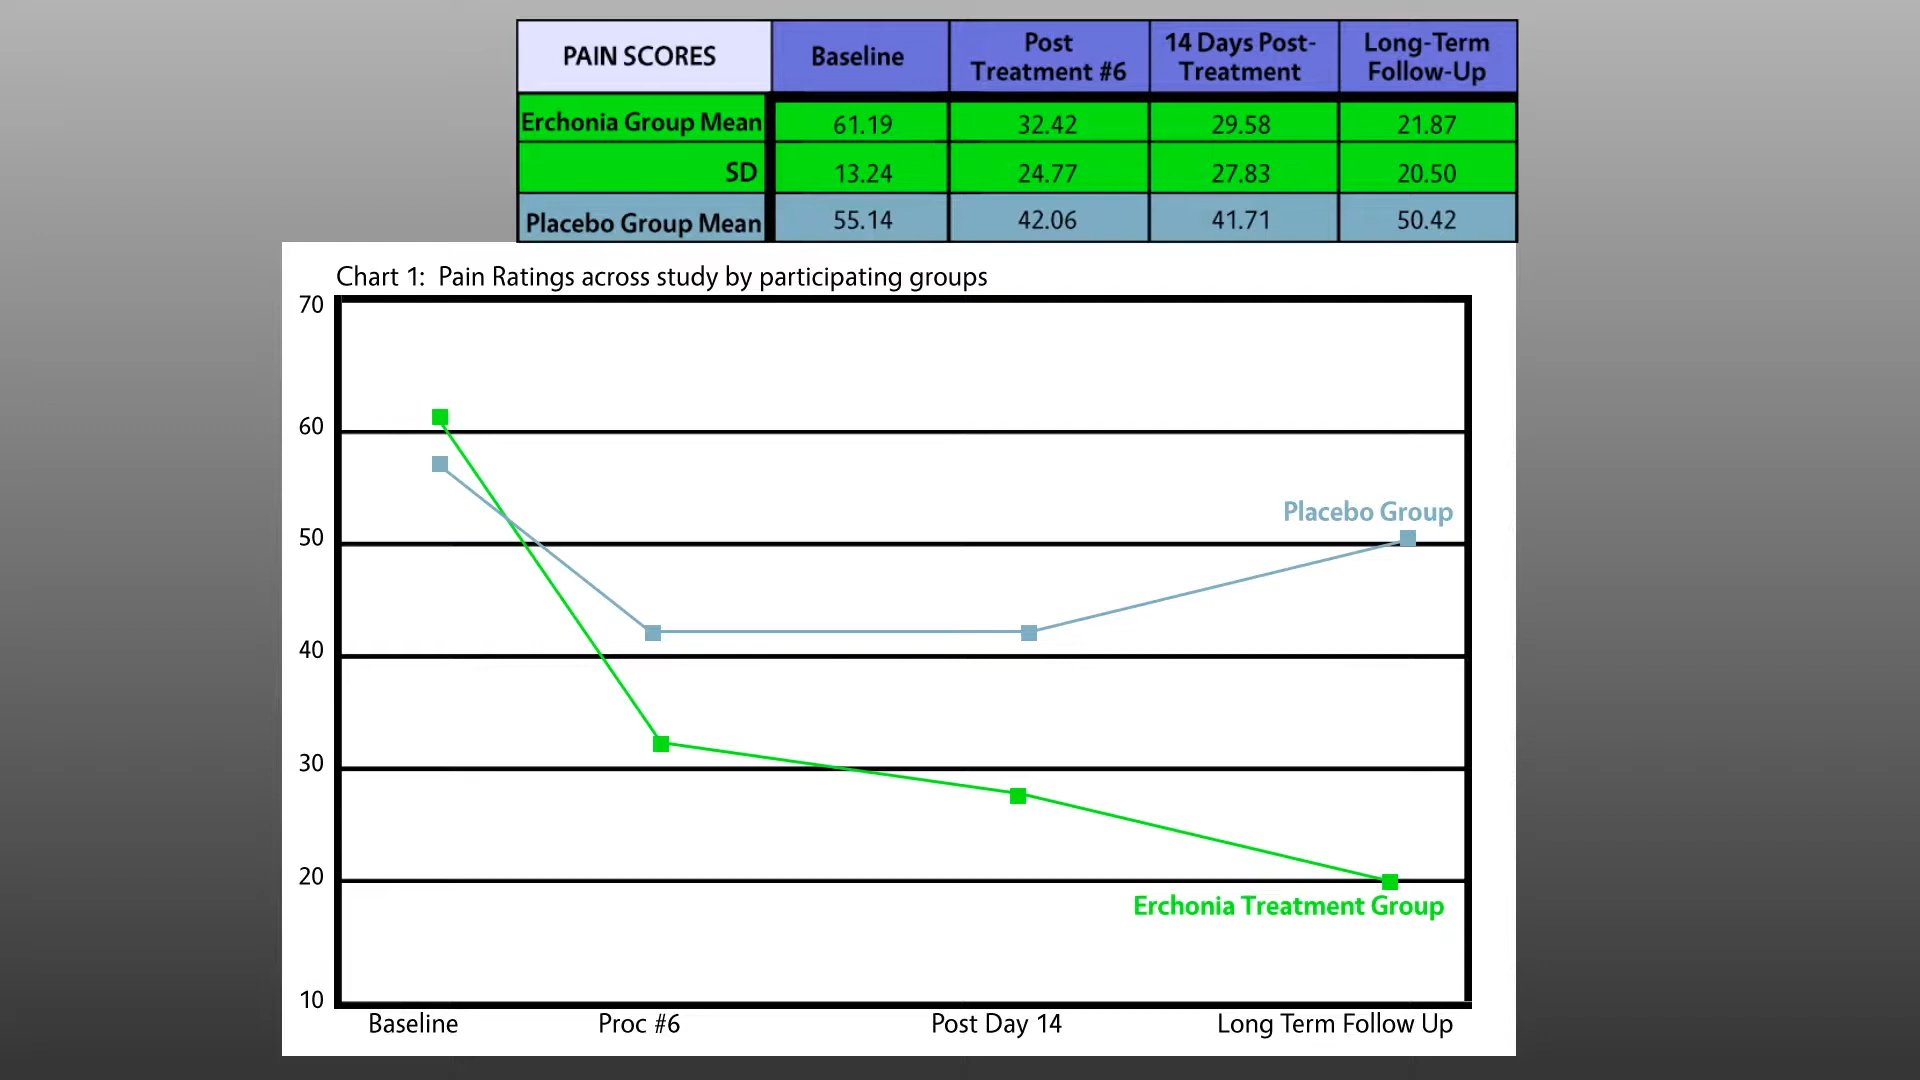 PAIN SCORES Baseline Post Treatment #6 14 Days Post-Treatment Long-Term Follow-Up
Erchonia Group Mean 61.19 32.42 29.58 21.87
SD 13.24 24.77 27.83 20.50
Placebo Group Mean 55.14 42.06 41.71 50.42
Chart 1: Pain Ratings across study by participating groups
70
60
Placebo Group
50
40
30
20
Erchonia Treatment Group
10
Baseline Proc #6 Post Day 14 Long Term Follow Up